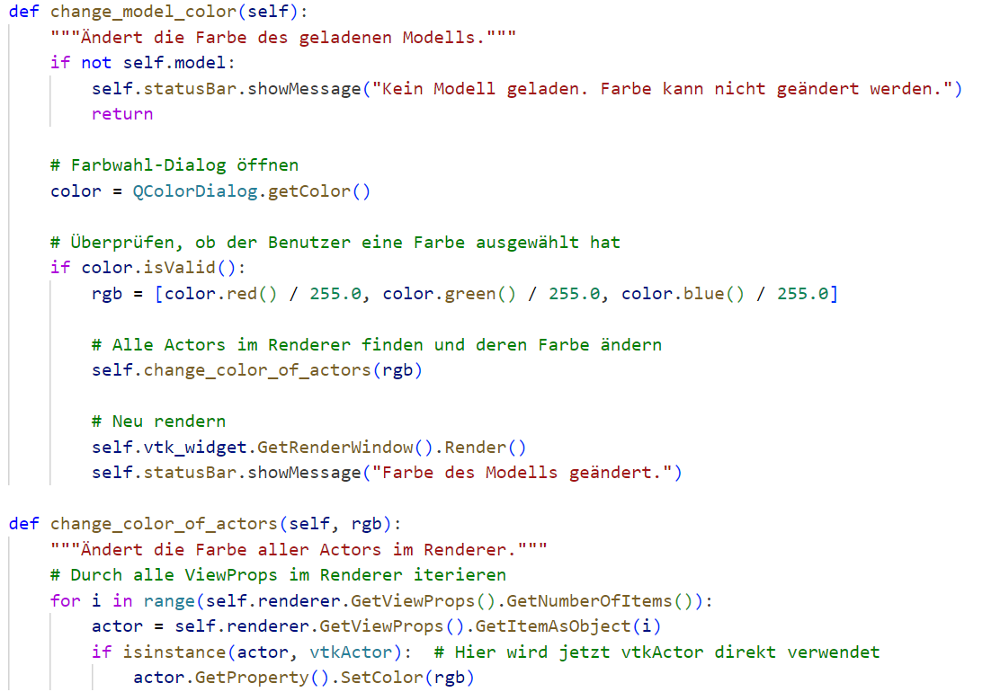 def change_model_color(self):
    """Ändert die Farbe des geladenen Modells."""
    if not self.model:
        self.statusBar.showMessage("Kein Modell geladen. Farbe kann nicht geändert werden.")
        return

    # Farbwahl-Dialog öffnen
    color = QColorDialog.getColor()

    # Überprüfen, ob der Benutzer eine Farbe ausgewählt hat
    if color.isValid():
        rgb = [color.red() / 255.0, color.green() / 255.0, color.blue() / 255.0]

        # Alle Actors im Renderer finden und deren Farbe ändern
        self.change_color_of_actors(rgb)

        # Neu rendern
        self.vtk_widget.GetRenderWindow().Render()
        self.statusBar.showMessage("Farbe des Modells geändert.")

def change_color_of_actors(self, rgb):
    """Ändert die Farbe aller Actors im Renderer."""
    # Durch alle ViewProps im Renderer iterieren
    for i in range(self.renderer.GetViewProps().GetNumberOfItems()):
        actor = self.renderer.GetViewProps().GetItemAsObject(i)
        if isinstance(actor, vtkActor):  # Hier wird jetzt vtkActor direkt verwendet
            actor.GetProperty().SetColor(rgb)